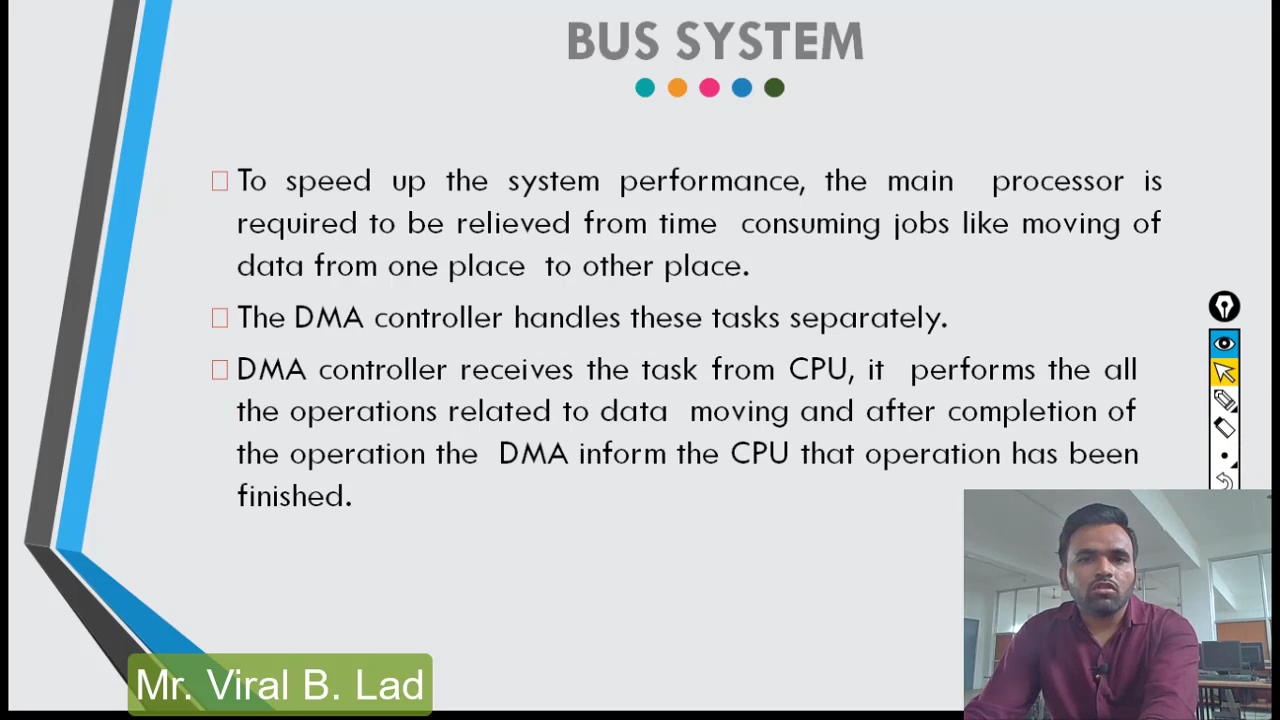 BUS SYSTEM
To speed up the system performance, the main processor is
required to be relieved from time consuming jobs like moving of
data from one place to other place.
The DMA controller handles these tasks separately.
DMA controller receives the task from CPU, it performs the all
the operations related to data moving and after completion of
the operation the DMA inform the CPU that operation has been
finished.
Mr. Viral B. Lad